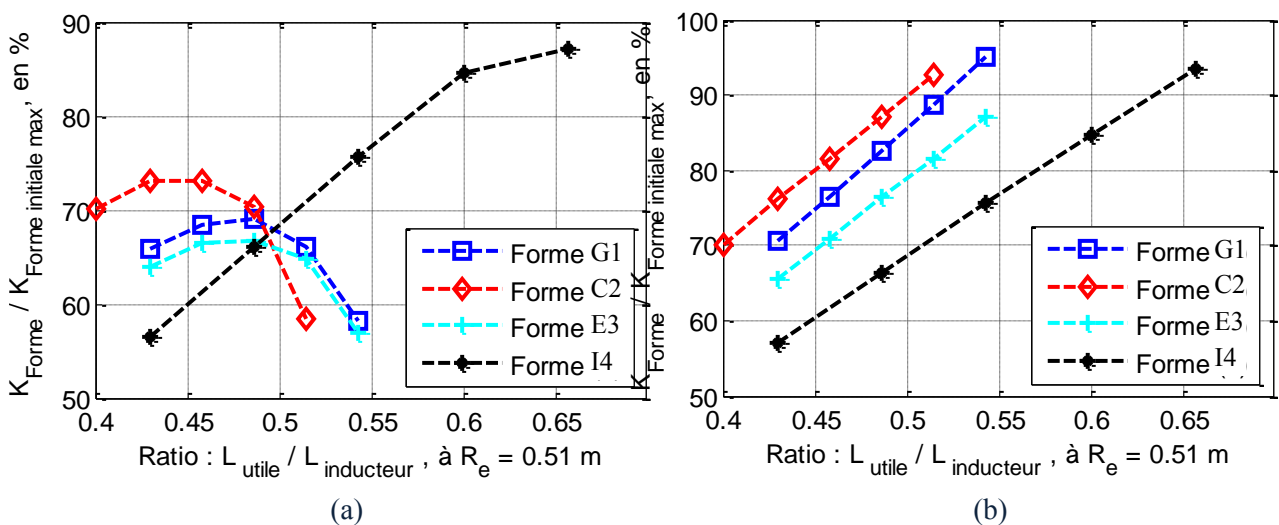 K Forme / K Forme initiale max, en %
90
80
70
60
50
0.4 0.45 0.5 0.55 0.6 0.65
Forme G1
Forme C2
Forme E3
Forme I4
Ratio : L utile / L inducteur , à R e = 0.51 m
(a)
K Forme / K Forme initiale max, en %
100
90
80
70
60
50
0.4 0.45 0.5 0.55 0.6 0.65
Forme G1
Forme C2
Forme E3
Forme I4
Ratio : L utile / L inducteur , à R e = 0.51 m
(b)